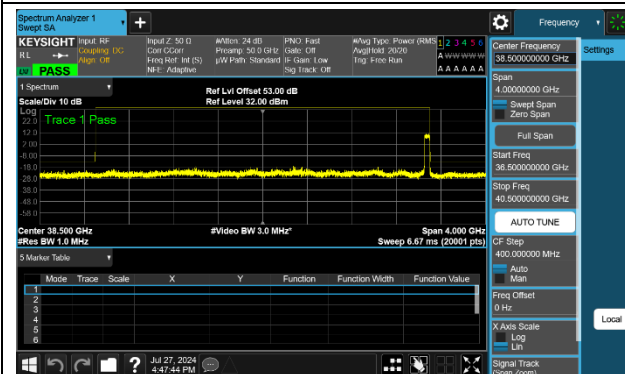 Spectrum Analyzer 1
Swept SA
Frequency
KEYSIGHT Input: RF Input Z: 50 Ω #Atten: 24 dB PNO: Fast #Avg Type: Power (RMS) 1 2 3 4 5 6
RL Coupling: DC Corr CCorr Preamp: 50.0 GHz Gate: Off Avg|Hold: 20/20 A W W W W W
Align: Off Freq Ref: Int (S) µW Path: Standard IF Gain: Low Trig: Free Run
PASS NFE: Adaptive Sig Track: Off A A A A A A
1 Spectrum
Ref Lvl Offset 53.00 dB
Scale/Div 10 dB Ref Level 32.00 dBm
Log
Trace 1 Pass
22.0
12.0
2.00
-8.00
-18.0
-28.0
-38.0
-48.0
-58.0
Center 38.500 GHz #Video BW 3.0 MHz* Span 4.000 GHz
#Res BW 1.0 MHz Sweep 6.67 ms (20001 pts)
5 Marker Table
Mode Trace Scale X Y Function Function Width Function Value
1
2
3
4
5
6
Jul 27, 2024
4:47:44 PM
Center Frequency
38.500000000 GHz
Settings
Span
4.00000000 GHz
Swept Span
Zero Span
Full Span
Start Freq
36.500000000 GHz
Stop Freq
40.500000000 GHz
AUTO TUNE
CF Step
400.000000 MHz
Auto
Man
Freq Offset
0 Hz
X Axis Scale
Log
Lin
Local
Signal Track
(Span Zoom)